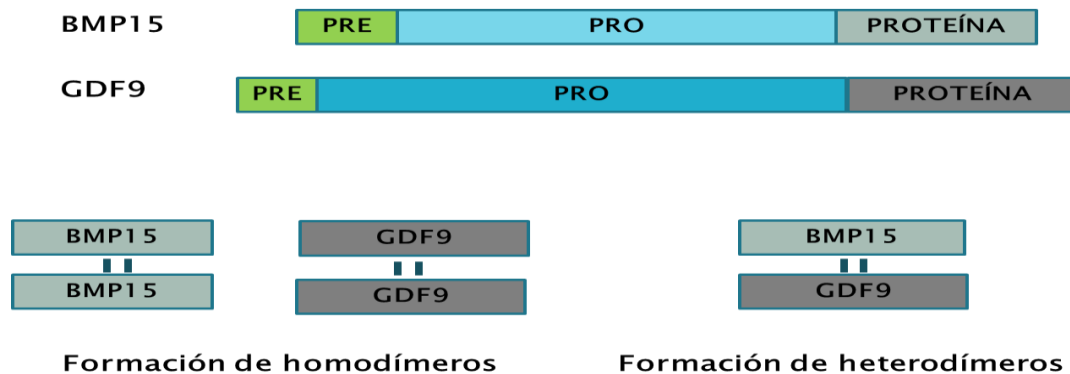 BMP15 PRE PRO PROTEÍNA
GDF9 PRE PRO PROTEÍNA
BMP15 GDF9 BMP15
BMP15 GDF9 GDF9
Formación de homodímeros Formación de heterodímeros